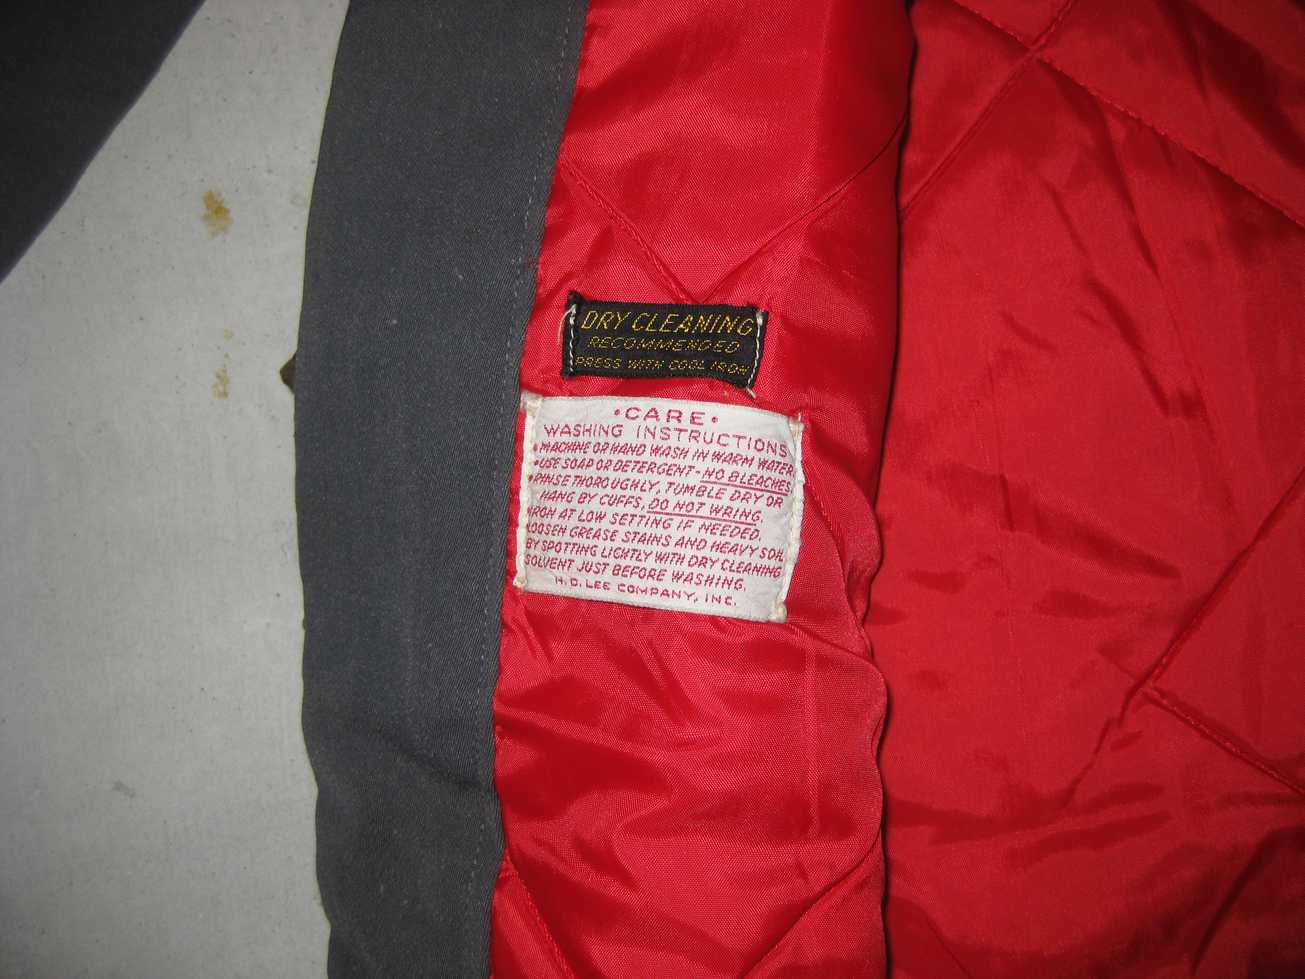 DRY CLEANING
RECOMMENDED
PRESS WITH COOL IRON
•CARE•
WASHING INSTRUCTIONS
•MACHINE OR HAND WASH IN WARM WATER
•USE SOAP OR DETERGENT-NO BLEACHES
•RINSE THOROUGHLY, TUMBLE DRY OR
HANG BY CUFFS, DO NOT WRING.
IRON AT LOW SETTING IF NEEDED.
LOOSEN GREASE STAINS AND HEAVY SOIL
BY SPOTTING LIGHTLY WITH DRY CLEANING
SOLVENT JUST BEFORE WASHING.
H.D. LEE COMPANY, INC.